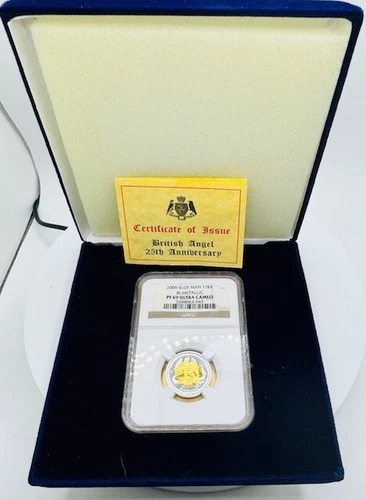 Certificate of Issue
British Angel
25th Anniversary
2009 ISLE OF MAN 1/4A
BI-METALLIC
PF 69 ULTRA CAMEO
NGC